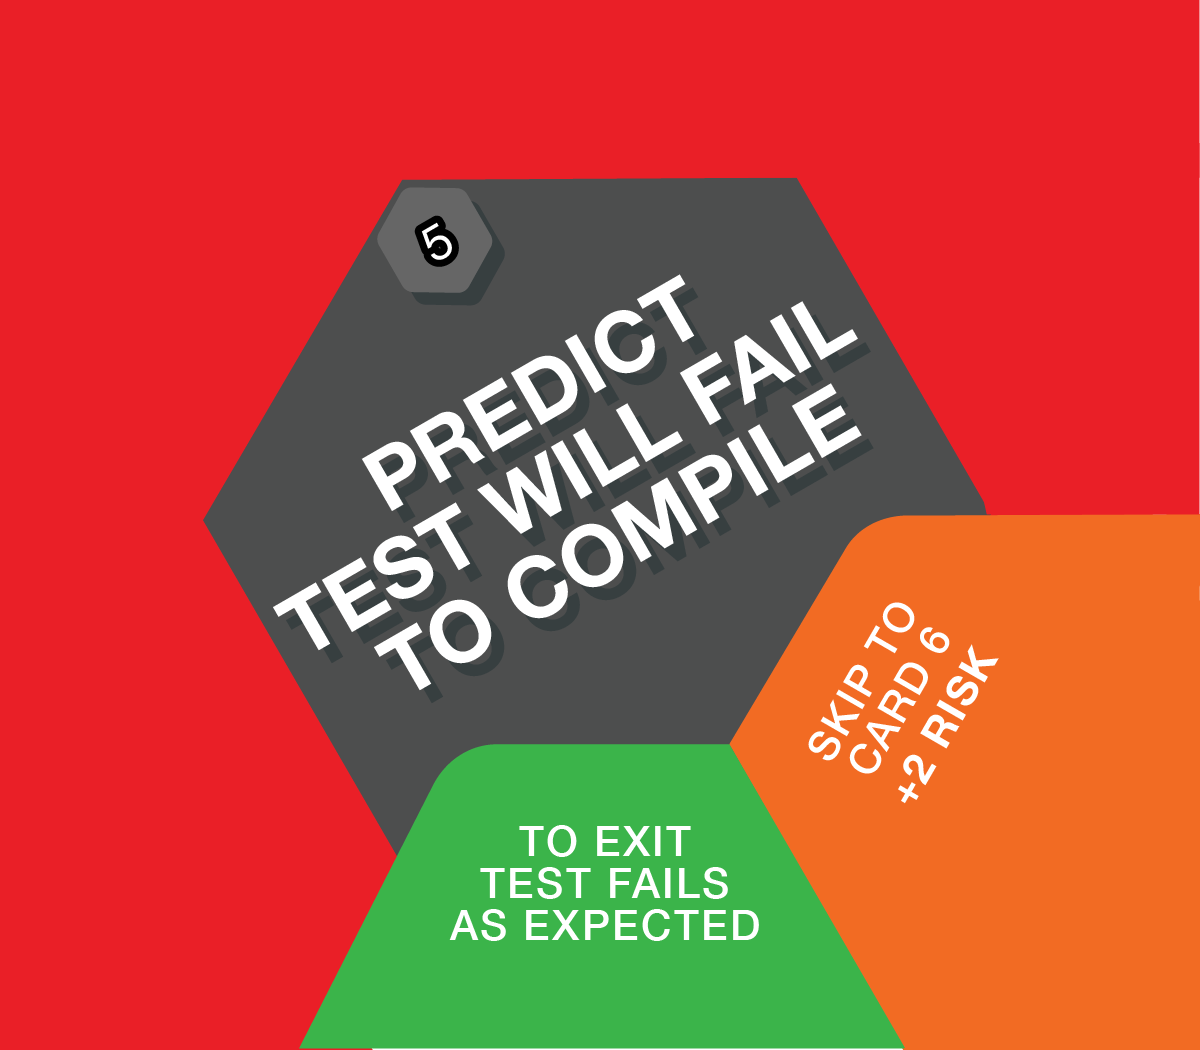 5
PREDICT
TEST WILL FAIL
TO COMPILE
SKIP TO
CARD 6
+2 RISK
TO EXIT
TEST FAILS
AS EXPECTED